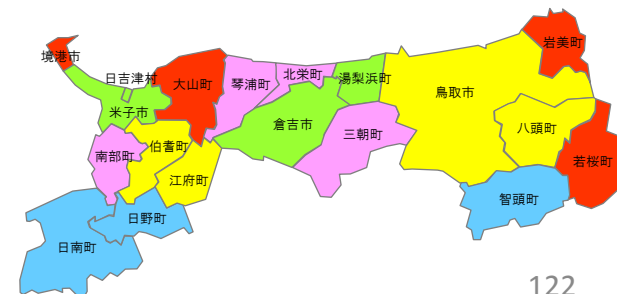 境港市
日吉津村
米子市
大山町
琴浦町
北栄町
湯梨浜町
鳥取市
岩美町
倉吉市
三朝町
八頭町
若桜町
智頭町
南部町
伯耆町
江府町
日野町
日南町
122